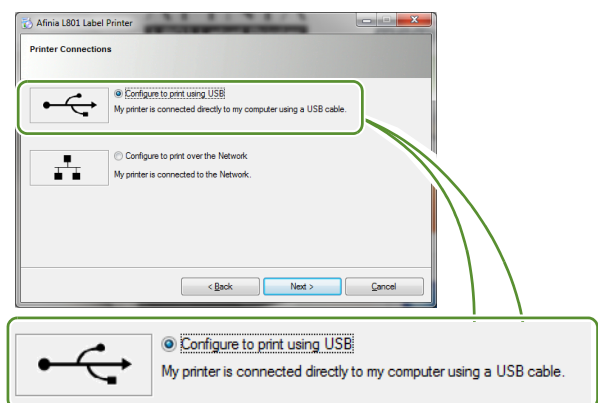 Afinia L801 Label Printer
Printer Connections
Configure to print using USB
My printer is connected directly to my computer using a USB cable.
Configure to print over the Network
My printer is connected to the Network.
< Back Next > Cancel
Configure to print using USB
My printer is connected directly to my computer using a USB cable.